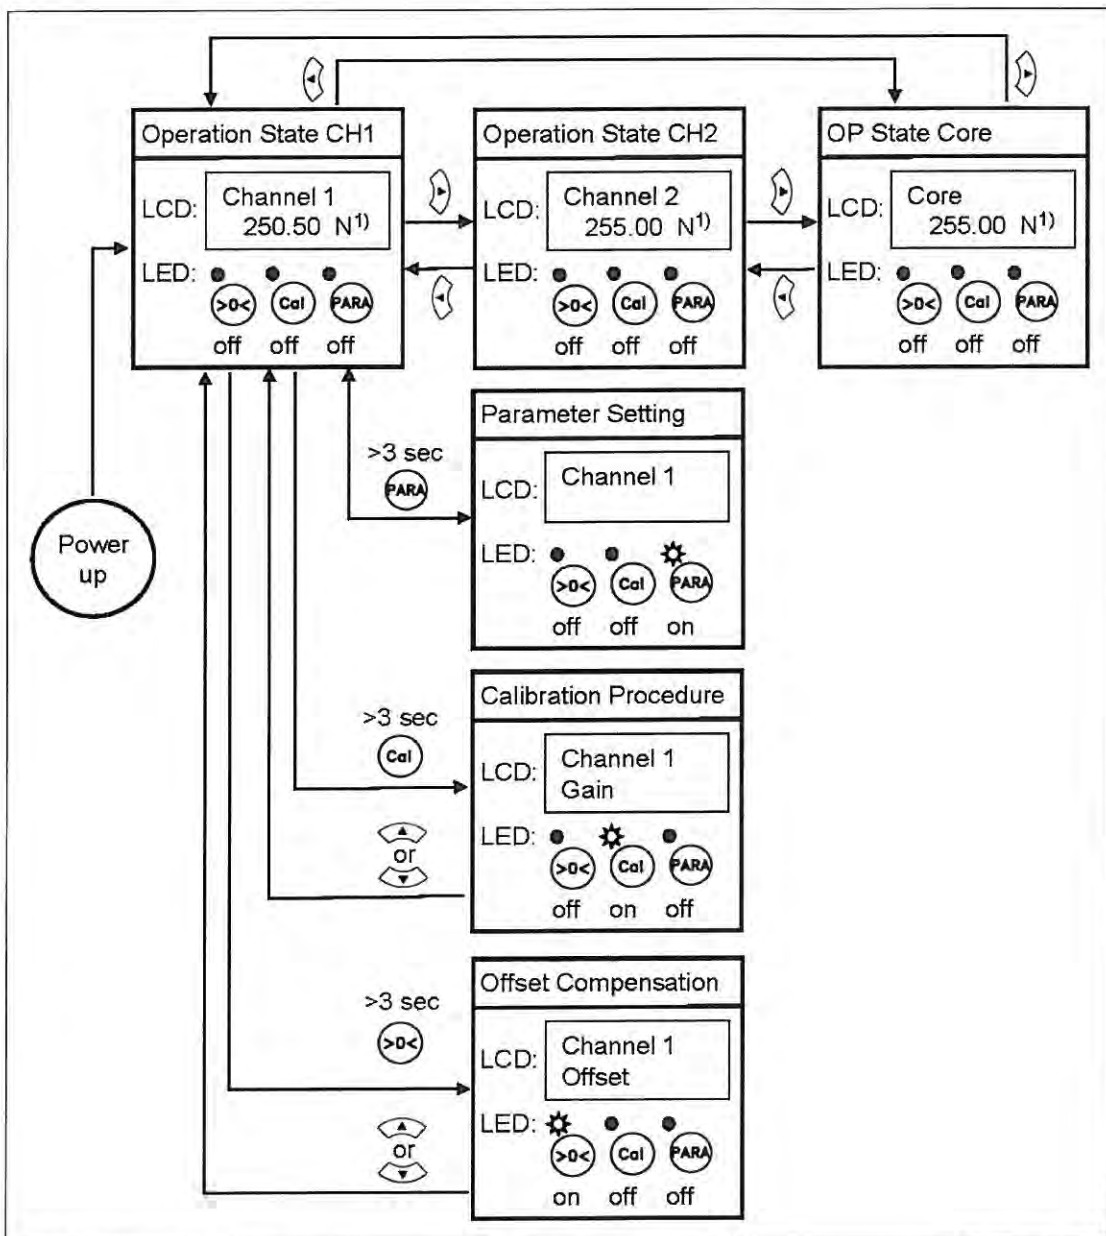 Operation State CH1
LCD: Channel 1
250.50 N1)
LED:
>0< Cal PARA
off off off
Operation State CH2
LCD: Channel 2
255.00 N1)
LED:
>0< Cal PARA
off off off
OP State Core
LCD: Core
255.00 N1)
LED:
>0< Cal PARA
off off off
Power
up
>3 sec
PARA
Parameter Setting
LCD: Channel 1
LED:
>0< Cal PARA
off off on
>3 sec
Cal
or
Calibration Procedure
LCD: Channel 1
Gain
LED:
>0< Cal PARA
off on off
>3 sec
>0<
or
Offset Compensation
LCD: Channel 1
Offset
LED:
>0< Cal PARA
on off off